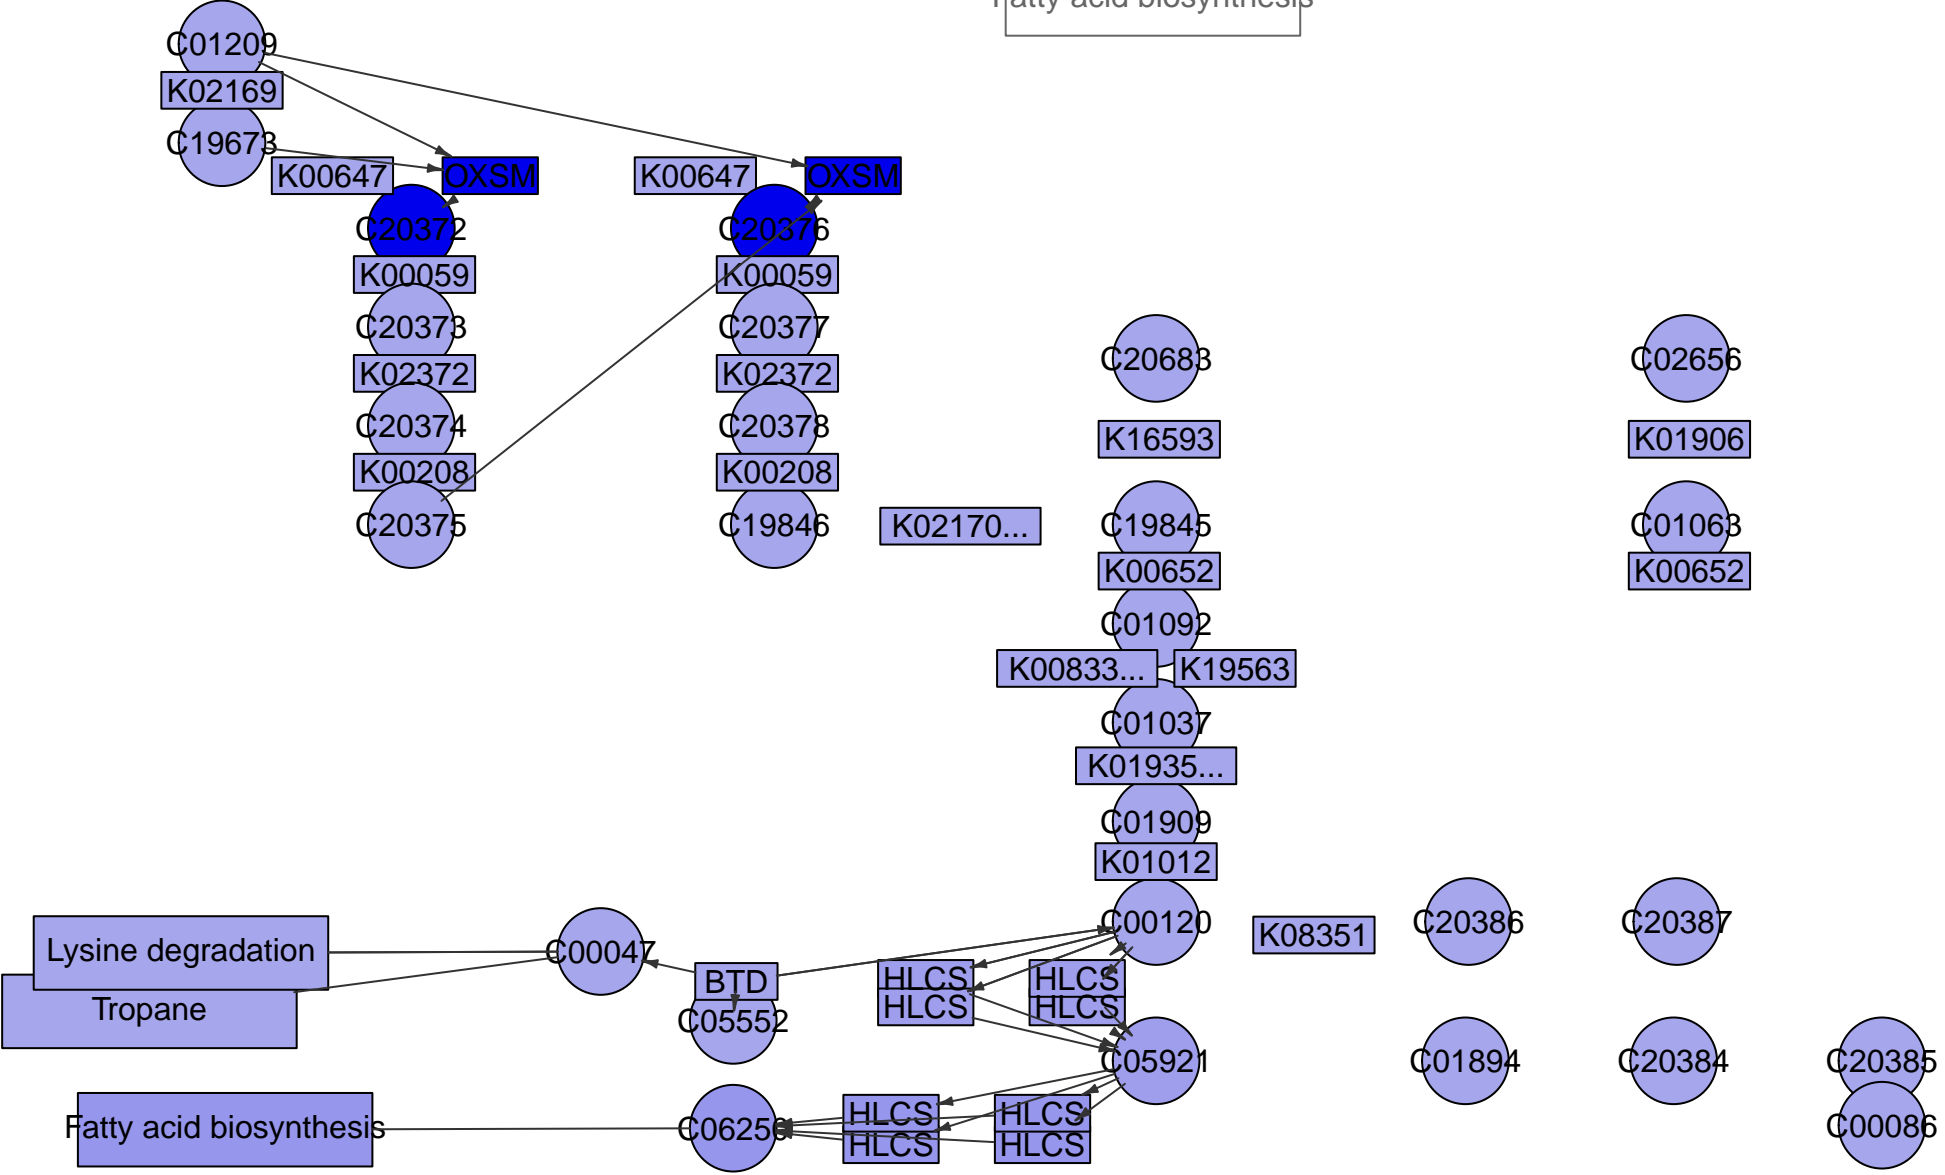 Fatty acid biosynthesis
C01209
K02169
C19673
K00647
OXSM
K00647
OXSM
C20372
C20376
K00059
K00059
C20373
C20377
C20683
C02656
K02372
K02372
C20374
C20378
K16593
K01906
K00208
K00208
C20375
C19846
K02170...
C19845
C01063
K00652
K00652
C01092
K00833...
K19563
C01037
K01935...
C01909
K01012
C00120
K08351
C20386
C20387
Lysine degradation
C00047
BTD
HLCS
HLCS
Tropane
C05552
HLCS
HLCS
C05921
C01894
C20384
C20385
Fatty acid biosynthesis
C06250
HLCS
HLCS
C00086
HLCS
HLCS